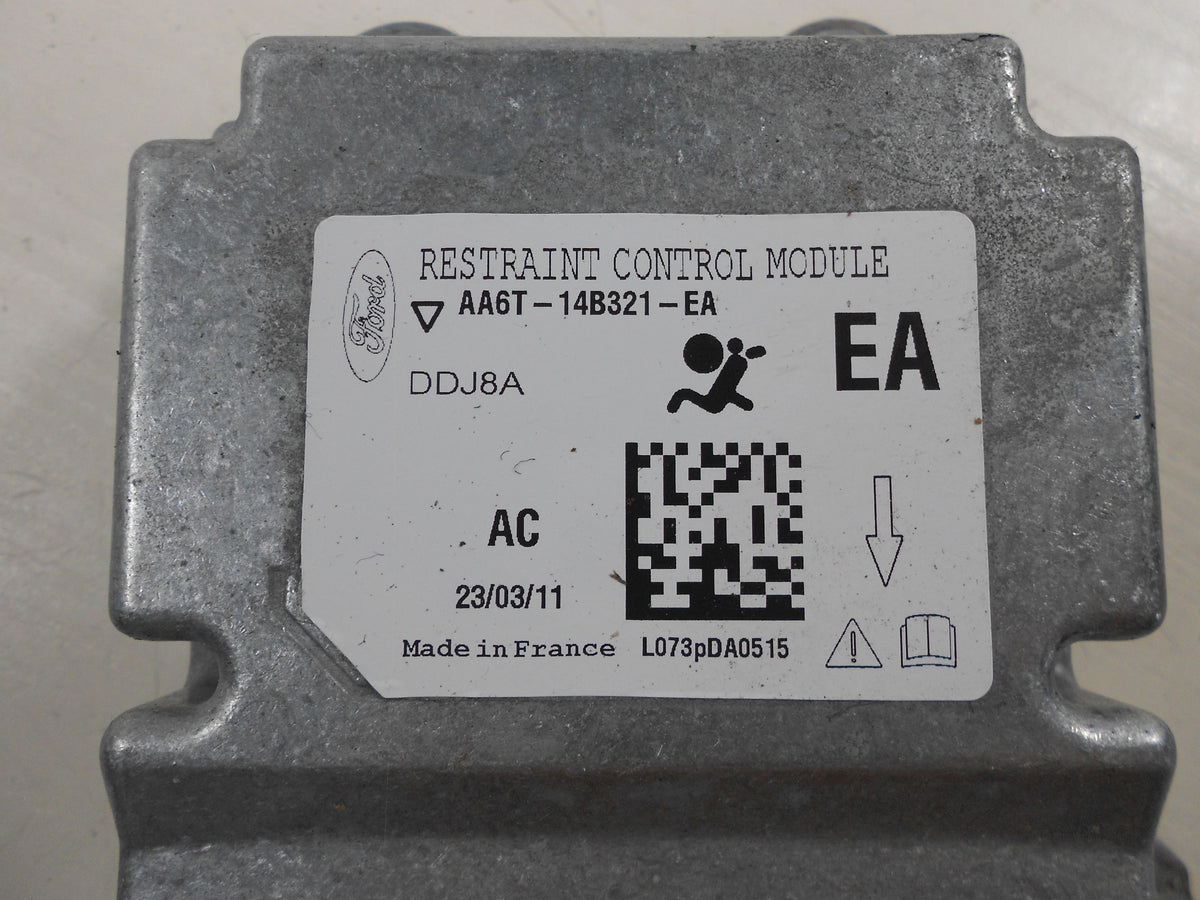 Ford
RESTRAINT CONTROL MODULE
AA6T-14B321-EA
EA
DDJ8A
AC
23/03/11
Made in France
L073pDA0515